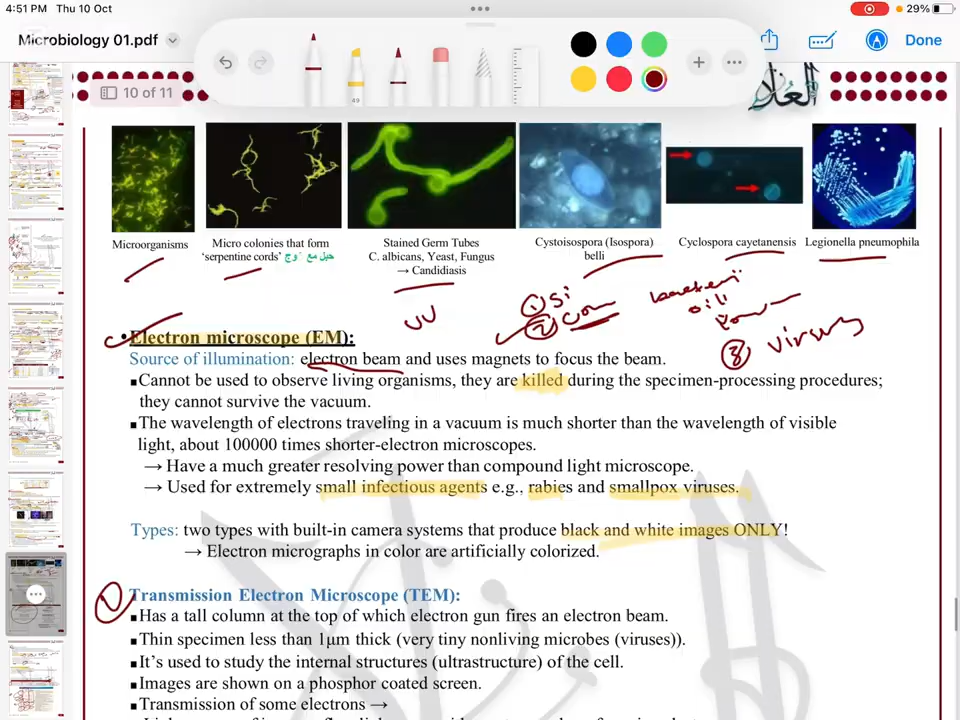 4:51 PM Thu 10 Oct
29%
Microbiology 01.pdf
Done
10 of 11
Microorganisms
Micro colonies that form
'serpentine cords'
Stained Germ Tubes
C. albicans, Yeast, Fungus
→ Candidiasis
Cystoisospora (Isospora)
belli
Cyclospora cayetanensis
Legionella pneumophila
UV
① Si
②
oil
③ viruses
• Electron microscope (EM):
Source of illumination: electron beam and uses magnets to focus the beam.
▪Cannot be used to observe living organisms, they are killed during the specimen-processing procedures;
they cannot survive the vacuum.
▪The wavelength of electrons traveling in a vacuum is much shorter than the wavelength of visible
light, about 100000 times shorter-electron microscopes.
→ Have a much greater resolving power than compound light microscope.
→ Used for extremely small infectious agents e.g., rabies and smallpox viruses.
Types: two types with built-in camera systems that produce black and white images ONLY!
→ Electron micrographs in color are artificially colorized.
Transmission Electron Microscope (TEM):
▪Has a tall column at the top of which electron gun fires an electron beam.
▪Thin specimen less than 1μm thick (very tiny nonliving microbes (viruses)).
▪It's used to study the internal structures (ultrastructure) of the cell.
▪Images are shown on a phosphor coated screen.
▪Transmission of some electrons →